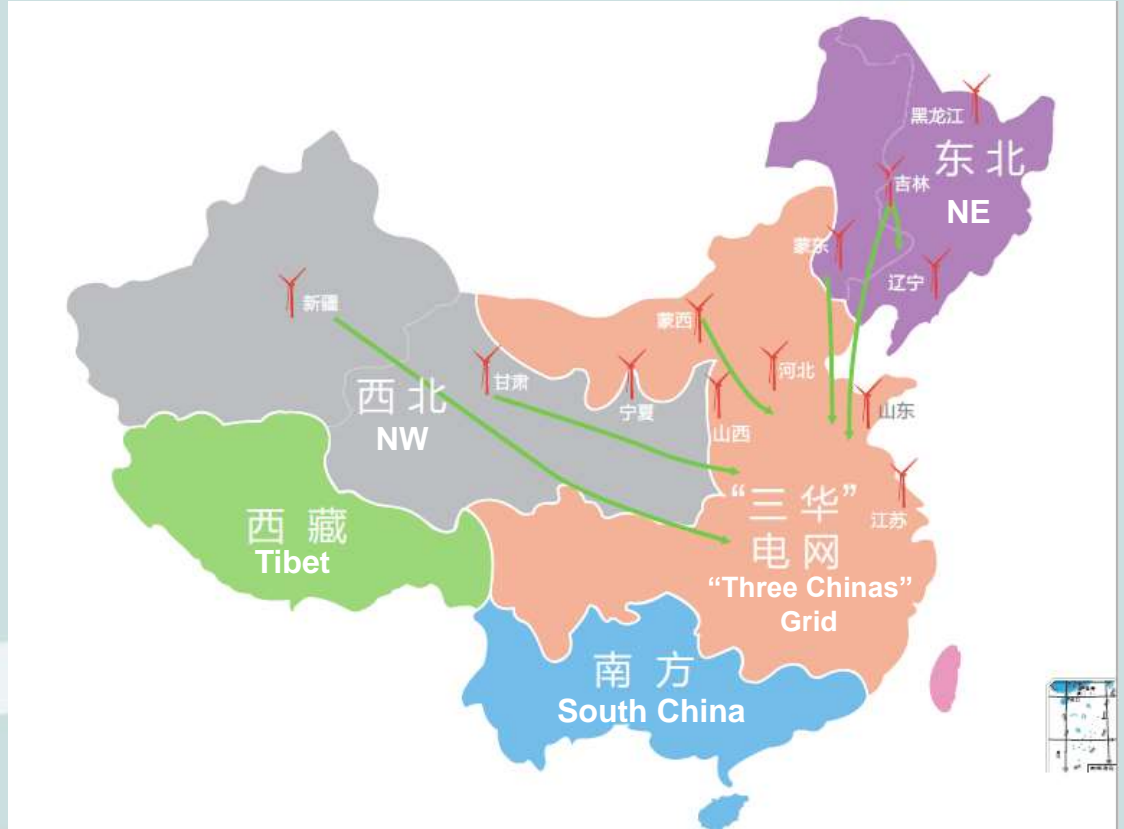 黑龙江
东北
吉林
NE
蒙东
辽宁
新疆
蒙西
河北
甘肃
西北
宁夏
山东
NW
山西
“三华”
江苏
西藏
电网
Tibet
“Three Chinas”
Grid
南方
South China